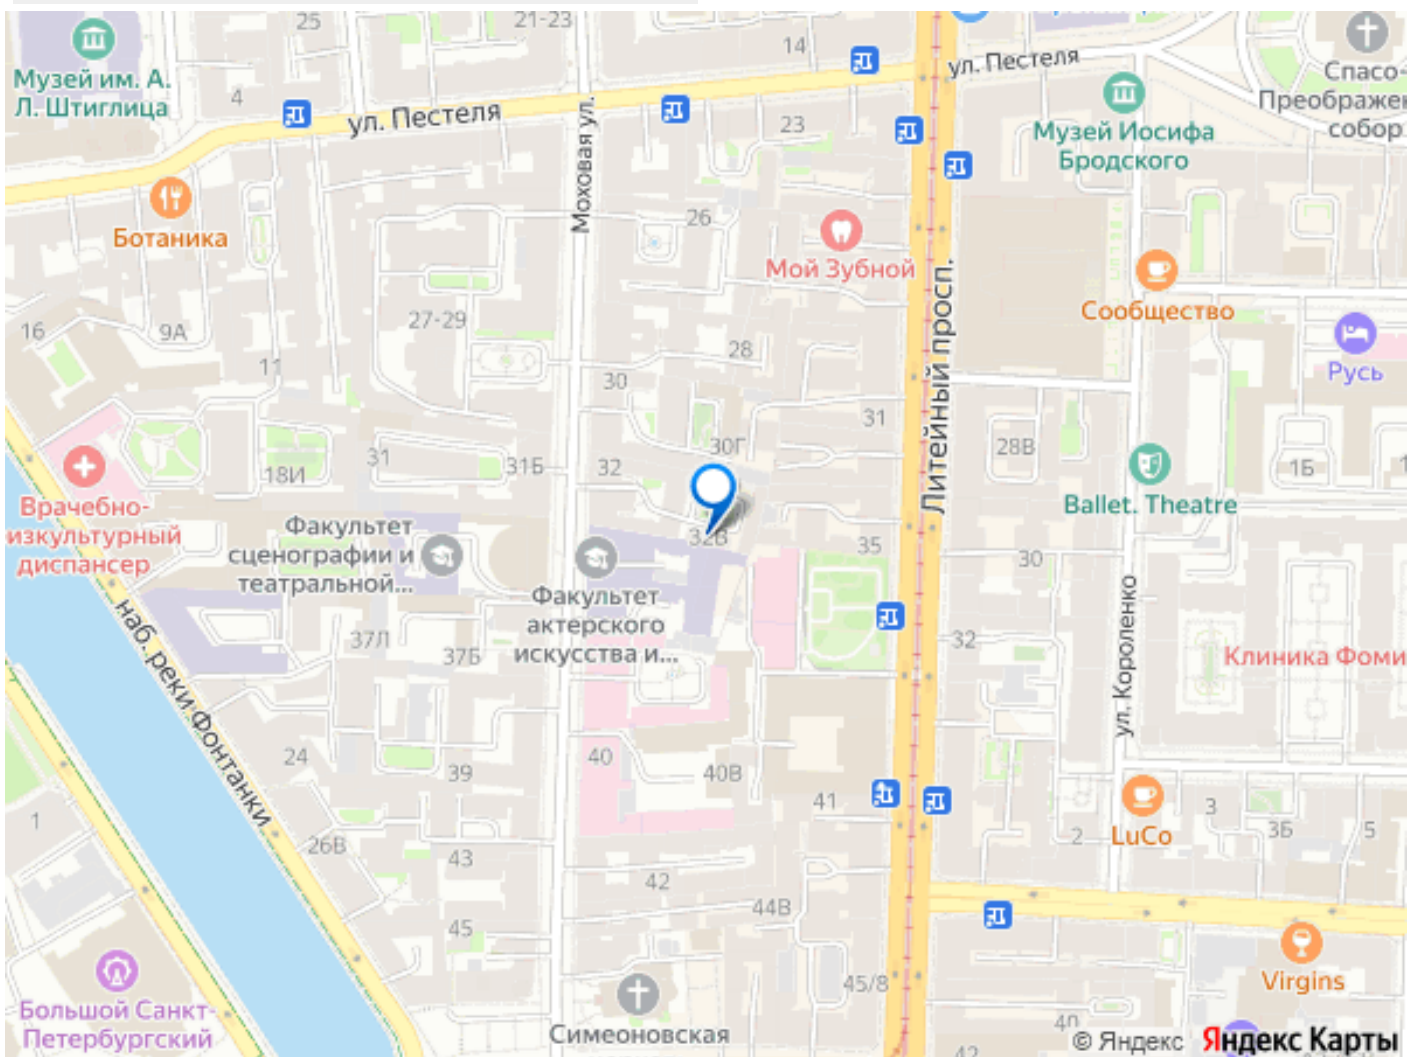 25
21-23
14
ул. Пестеля
Музей им. А.
Л. Штиглица
4
ул. Пестеля
Моховая ул.
23
Музей Иосифа
Бродского
Спасо-
Преображен
собор
Ботаника
26
Мой Зубной
Сообщество
Русь
16
9А
27-29
11
28
30
Литейный просп.
31
30Г
28В
1Б
1
Ballet. Theatre
Врачебно-
изкультурный
диспансер
18И
31
31Б
32
32В
35
30
Факультет
сценографии и
театральной...
Факультет
актерского
искусства и...
наб. реки Фонтанки
37Л
37Б
32
ул. Короленко
Клиника Фоми
24
39
40
40В
41
1
26В
43
42
44В
45
45/8
2
LuCo
3
3Б
5
Virgins
Большой Санкт-
Петербургский
Симеоновская
40
42
© Яндекс Яндекс Карты